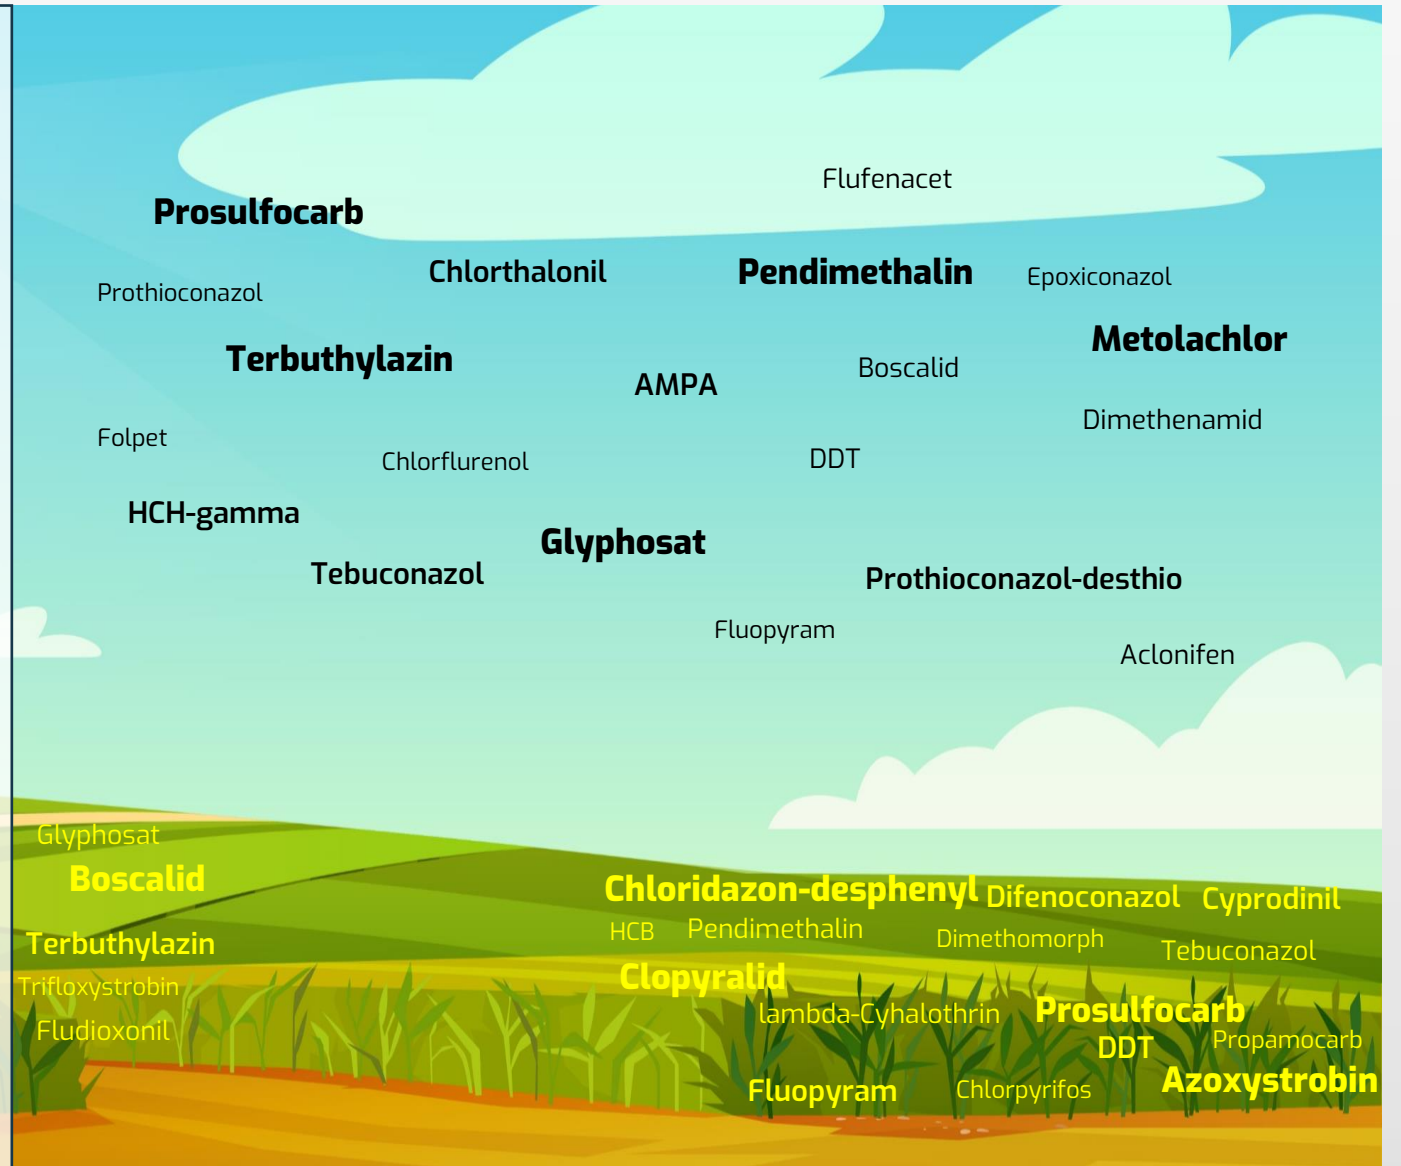 Flufenacet
Prosulfocarb
Chlorthalonil
Pendimethalin
Epoxiconazol
Prothioconazol
Metolachlor
Terbuthylazin
Boscalid
AMPA
Dimethenamid
Folpet
Chlorflurenol
DDT
HCH-gamma
Glyphosat
Tebuconazol
Prothioconazol-desthio
Fluopyram
Aclonifen
Glyphosat
Boscalid
Chloridazon-desphenyl
Difenoconazol
Cyprodinil
HCB
Pendimethalin
Dimethomorph
Terbuthylazin
Tebuconazol
Clopyralid
Trifloxystrobin
lambda-Cyhalothrin
Prosulfocarb
Fludioxonil
DDT
Propamocarb
Fluopyram
Chlorpyrifos
Azoxystrobin